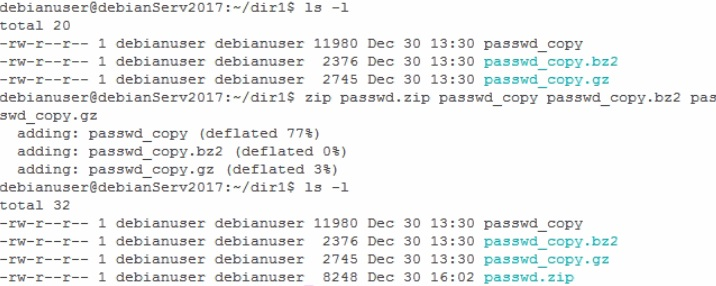 debianuser@debianServ2017:~/dir1$ ls -l
total 20
-rw-r--r-- 1 debianuser debianuser 11980 Dec 30 13:30 passwd_copy
-rw-r--r-- 1 debianuser debianuser  2376 Dec 30 13:30 passwd_copy.bz2
-rw-r--r-- 1 debianuser debianuser  2745 Dec 30 13:30 passwd_copy.gz
debianuser@debianServ2017:~/dir1$ zip passwd.zip passwd_copy passwd_copy.bz2 pas
swd_copy.gz
  adding: passwd_copy (deflated 77%)
  adding: passwd_copy.bz2 (deflated 0%)
  adding: passwd_copy.gz (deflated 3%)
debianuser@debianServ2017:~/dir1$ ls -l
total 32
-rw-r--r-- 1 debianuser debianuser 11980 Dec 30 13:30 passwd_copy
-rw-r--r-- 1 debianuser debianuser  2376 Dec 30 13:30 passwd_copy.bz2
-rw-r--r-- 1 debianuser debianuser  2745 Dec 30 13:30 passwd_copy.gz
-rw-r--r-- 1 debianuser debianuser  8248 Dec 30 16:02 passwd.zip